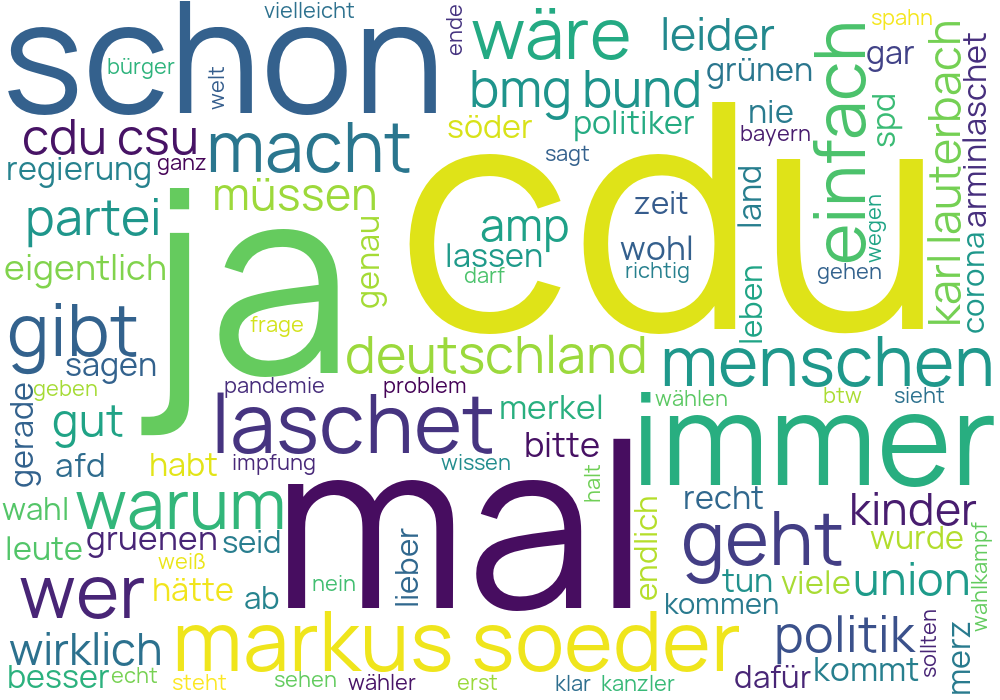 schon
vielleicht
ende
wäre
leider
spahn
bürger
welt
bmg bund
grünen
gar
einfach
karl lauterbach
arminlaschet
cdu csu
macht
söder
politiker
nie
bayern
spd
regierung
ganz
sagt
cdu
ja
müssen
partei
genau
amp
zeit
land
wegen
lassen
wohl
eigentlich
darf
richtig
gehen
corona
gibt
frage
leben
sagen
deutschland
menschen
gerade
geben
pandemie
problem
wählen
btw
sieht
gut
laschet
merkel
immer
afd
habt
impfung
bitte
wissen
halt
mal
wahl
warum
recht
kinder
leute
gruenen
seid
lieber
endlich
geht
wurde
wahlkampf
weiß
wer
hätte
ab
nein
tun
viele
union
kommen
wirklich
markus soeder
politik
sollten
merz
besser
echt
steht
sehen
wähler
erst
klar
kanzler
dafür
kommt